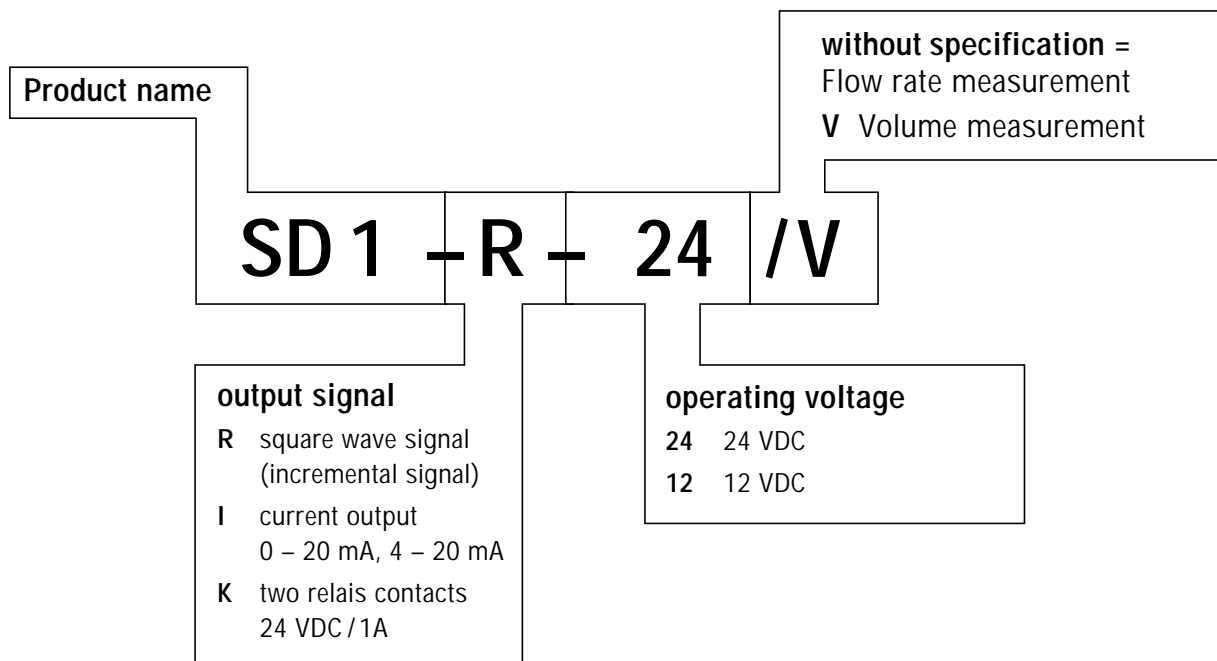 without specification =
Flow rate measurement
V Volume measurement
Product name
SD 1 – R – 24 / V
output signal
R square wave signal
(incremental signal)
I current output
0 – 20 mA, 4 – 20 mA
K two relais contacts
24 VDC / 1A
operating voltage
24 24 VDC
12 12 VDC